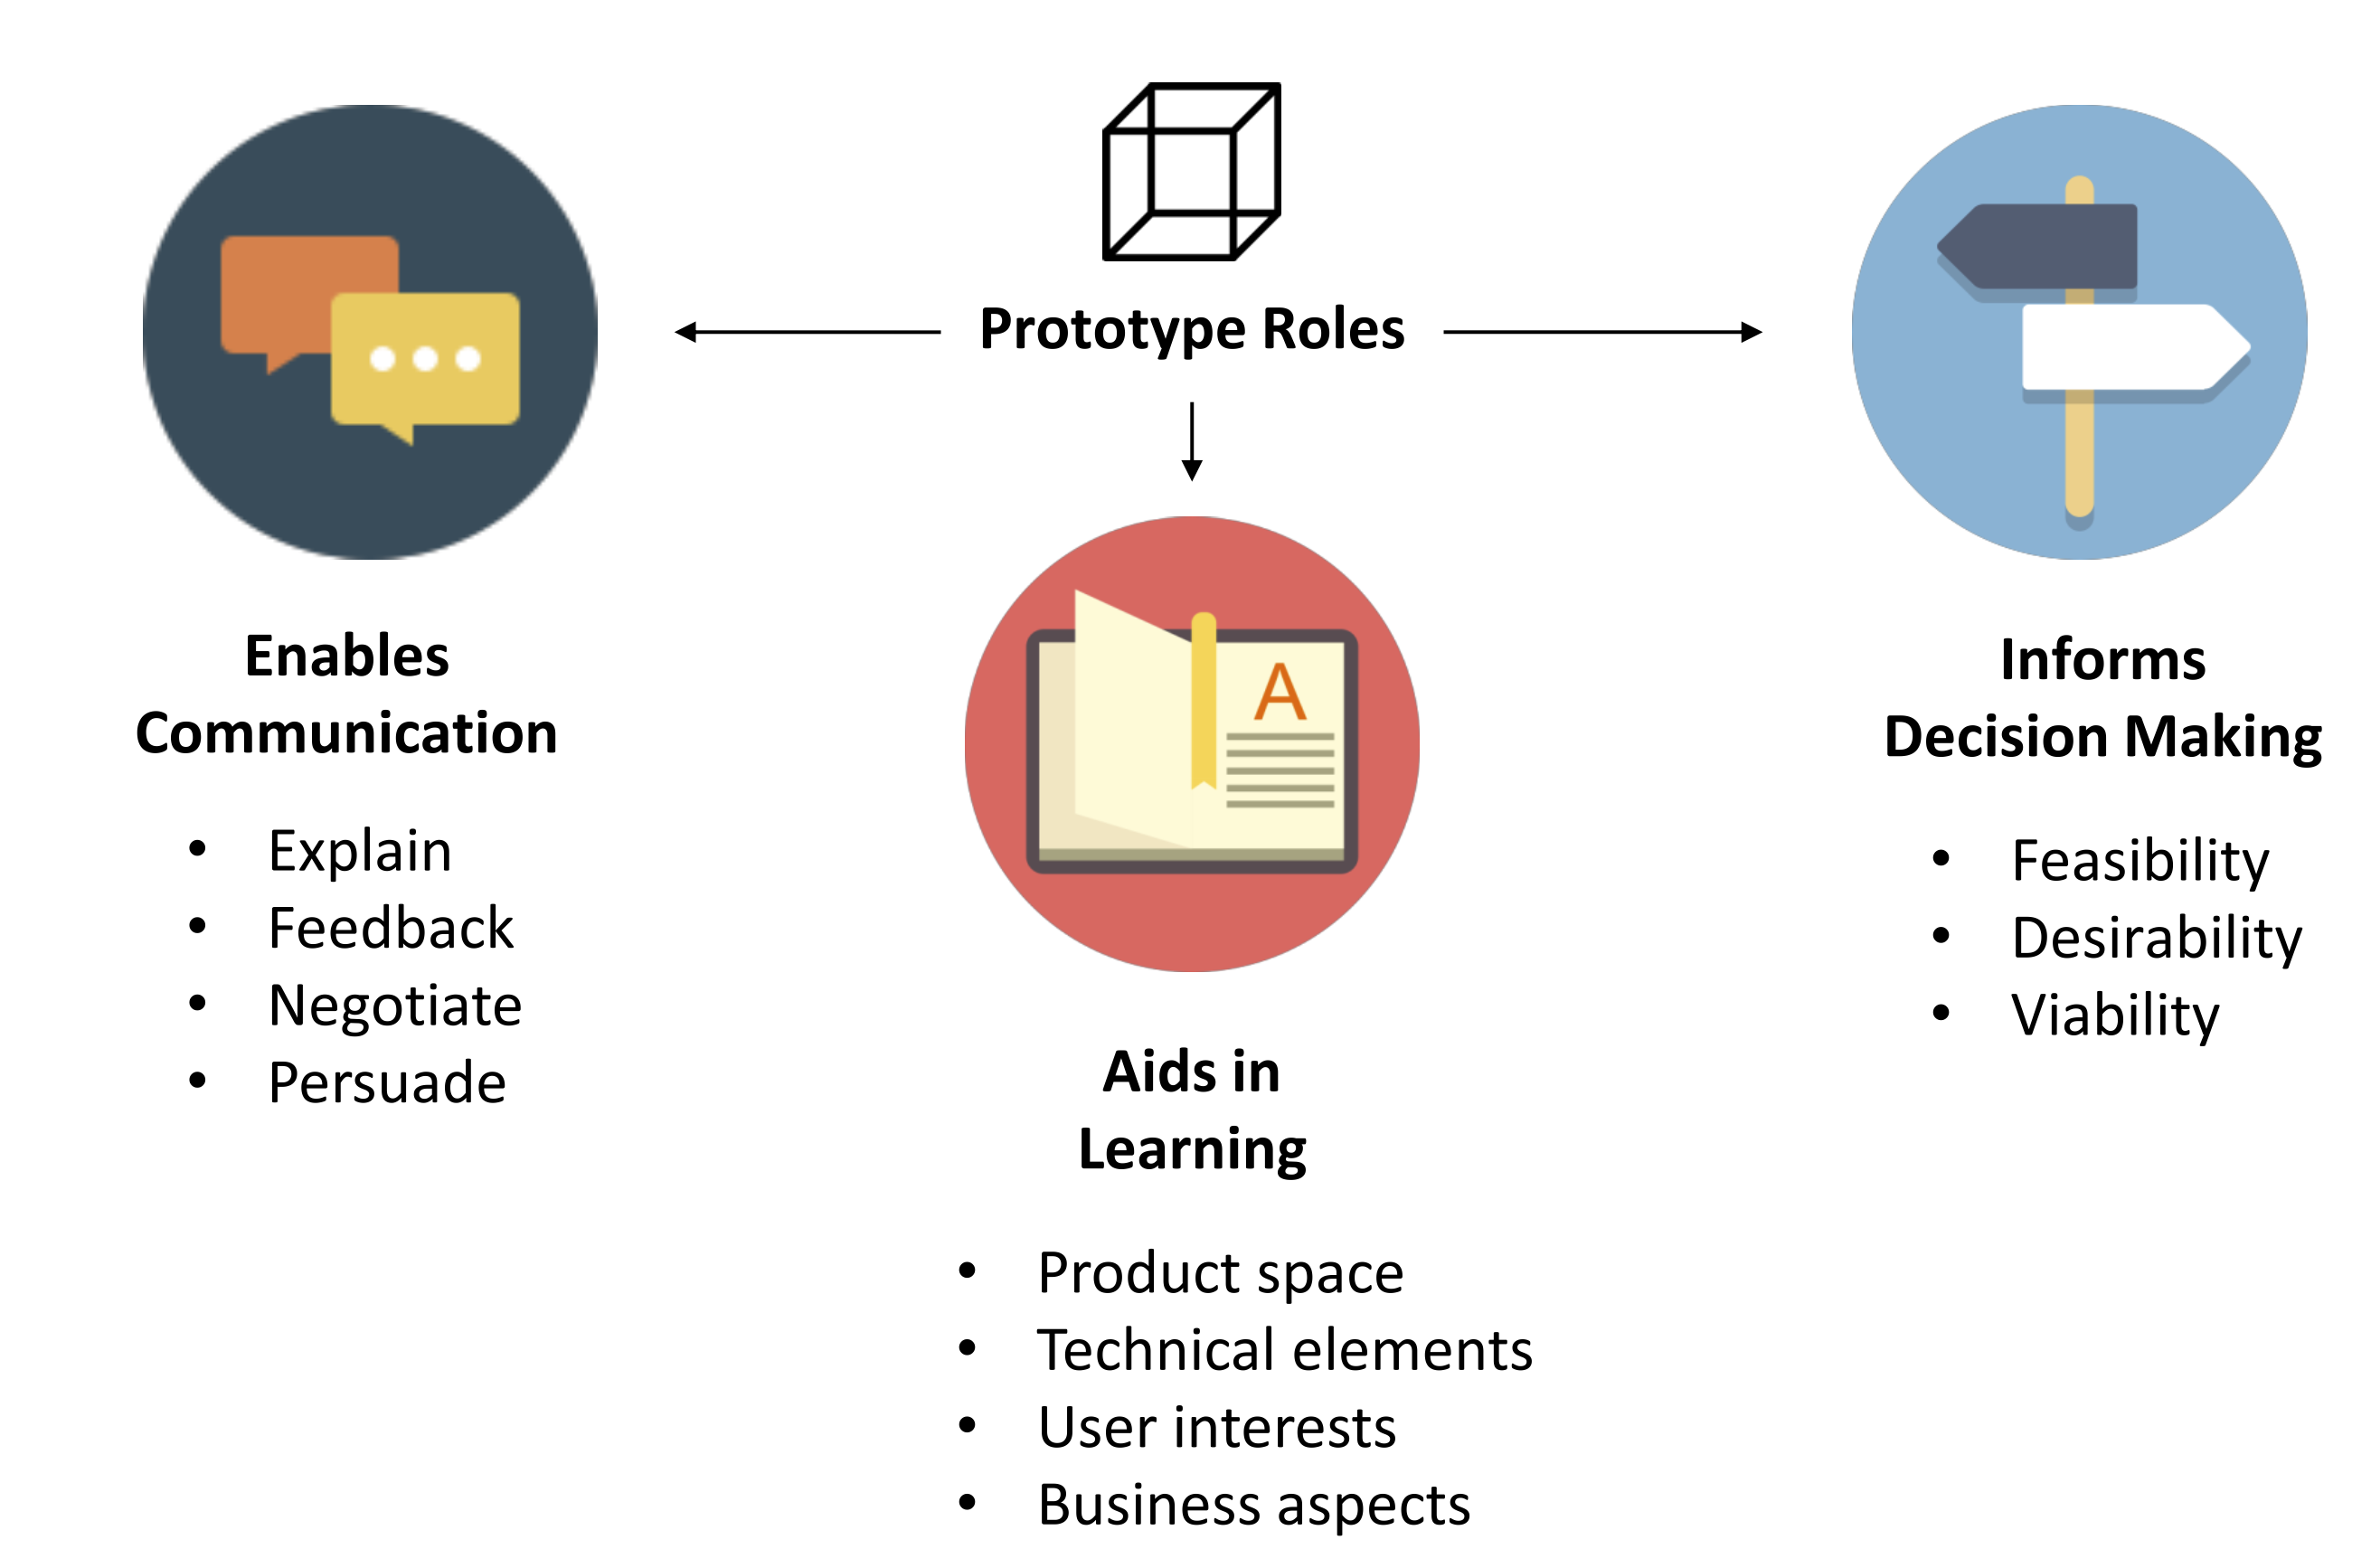 Prototype Roles
Enables
Communication
• Explain
• Feedback
• Negotiate
• Persuade
A
Aids in
Learning
• Product space
• Technical elements
• User interests
• Business aspects
Informs
Decision Making
• Feasibility
• Desirability
• Viability